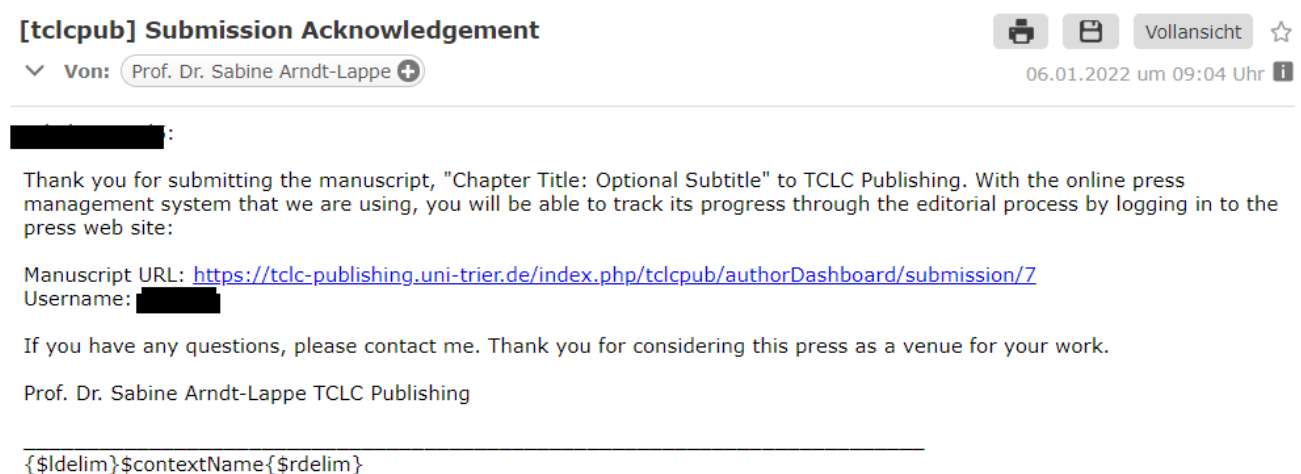 [tclcpub] Submission Acknowledgement
Vollansicht
Von: Prof. Dr. Sabine Arndt-Lappe
06.01.2022 um 09:04 Uhr
:
Thank you for submitting the manuscript, "Chapter Title: Optional Subtitle" to TCLC Publishing. With the online press
management system that we are using, you will be able to track its progress through the editorial process by logging in to the
press web site:
Manuscript URL: https://tclc-publishing.uni-trier.de/index.php/tclcpub/authorDashboard/submission/7
Username:
If you have any questions, please contact me. Thank you for considering this press as a venue for your work.
Prof. Dr. Sabine Arndt-Lappe TCLC Publishing
________________________________________________________________________
{$ldelim}$contextName{$rdelim}